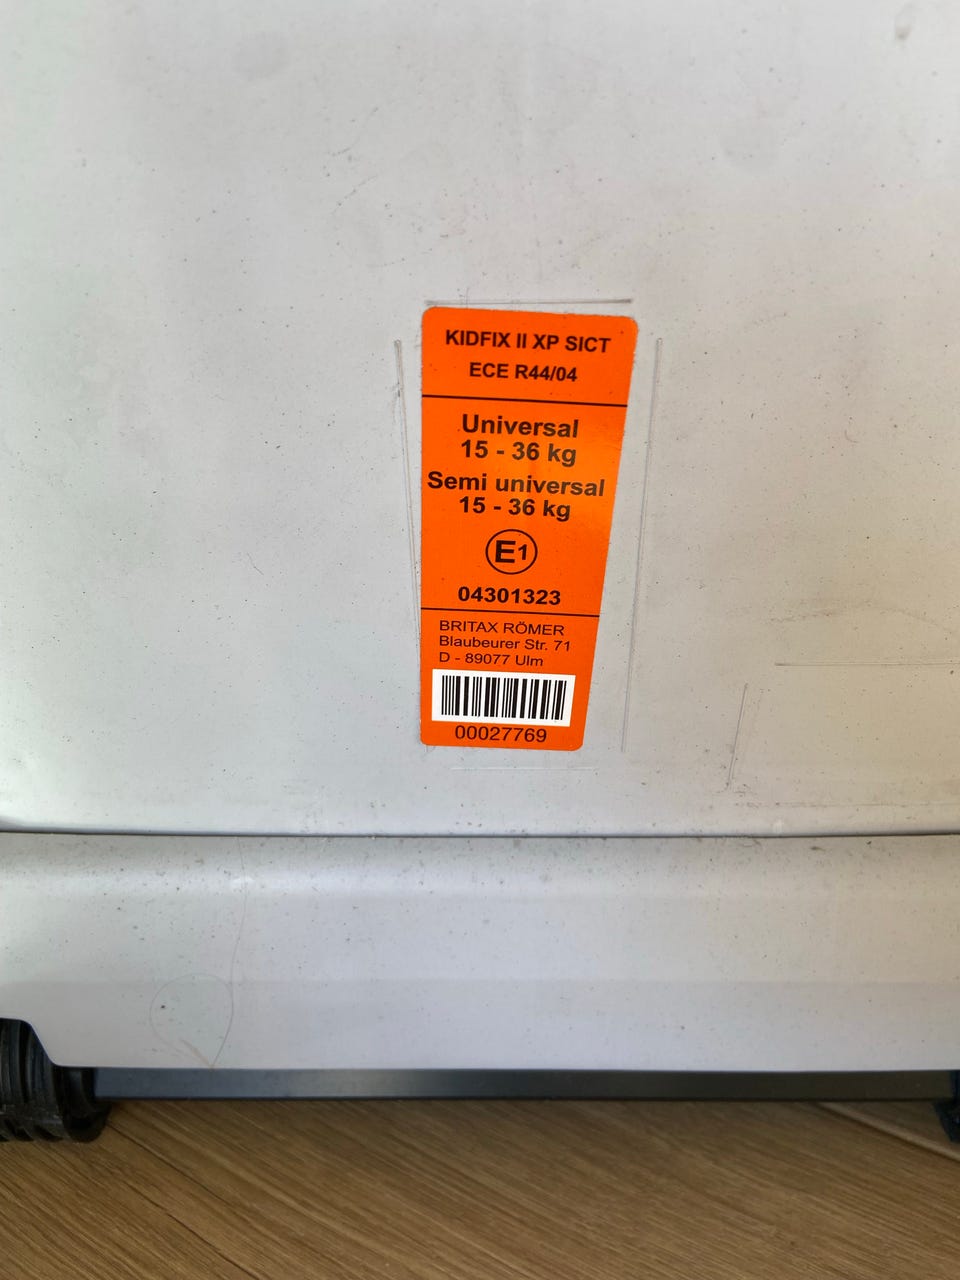 KIDFIX II XP SICT
ECE R44/04
Universal
15 - 36 kg
Semi universal
15 - 36 kg
E1
04301323
BRITAX RÖMER
Blaubeurer Str. 71
D - 89077 Ulm
00027769